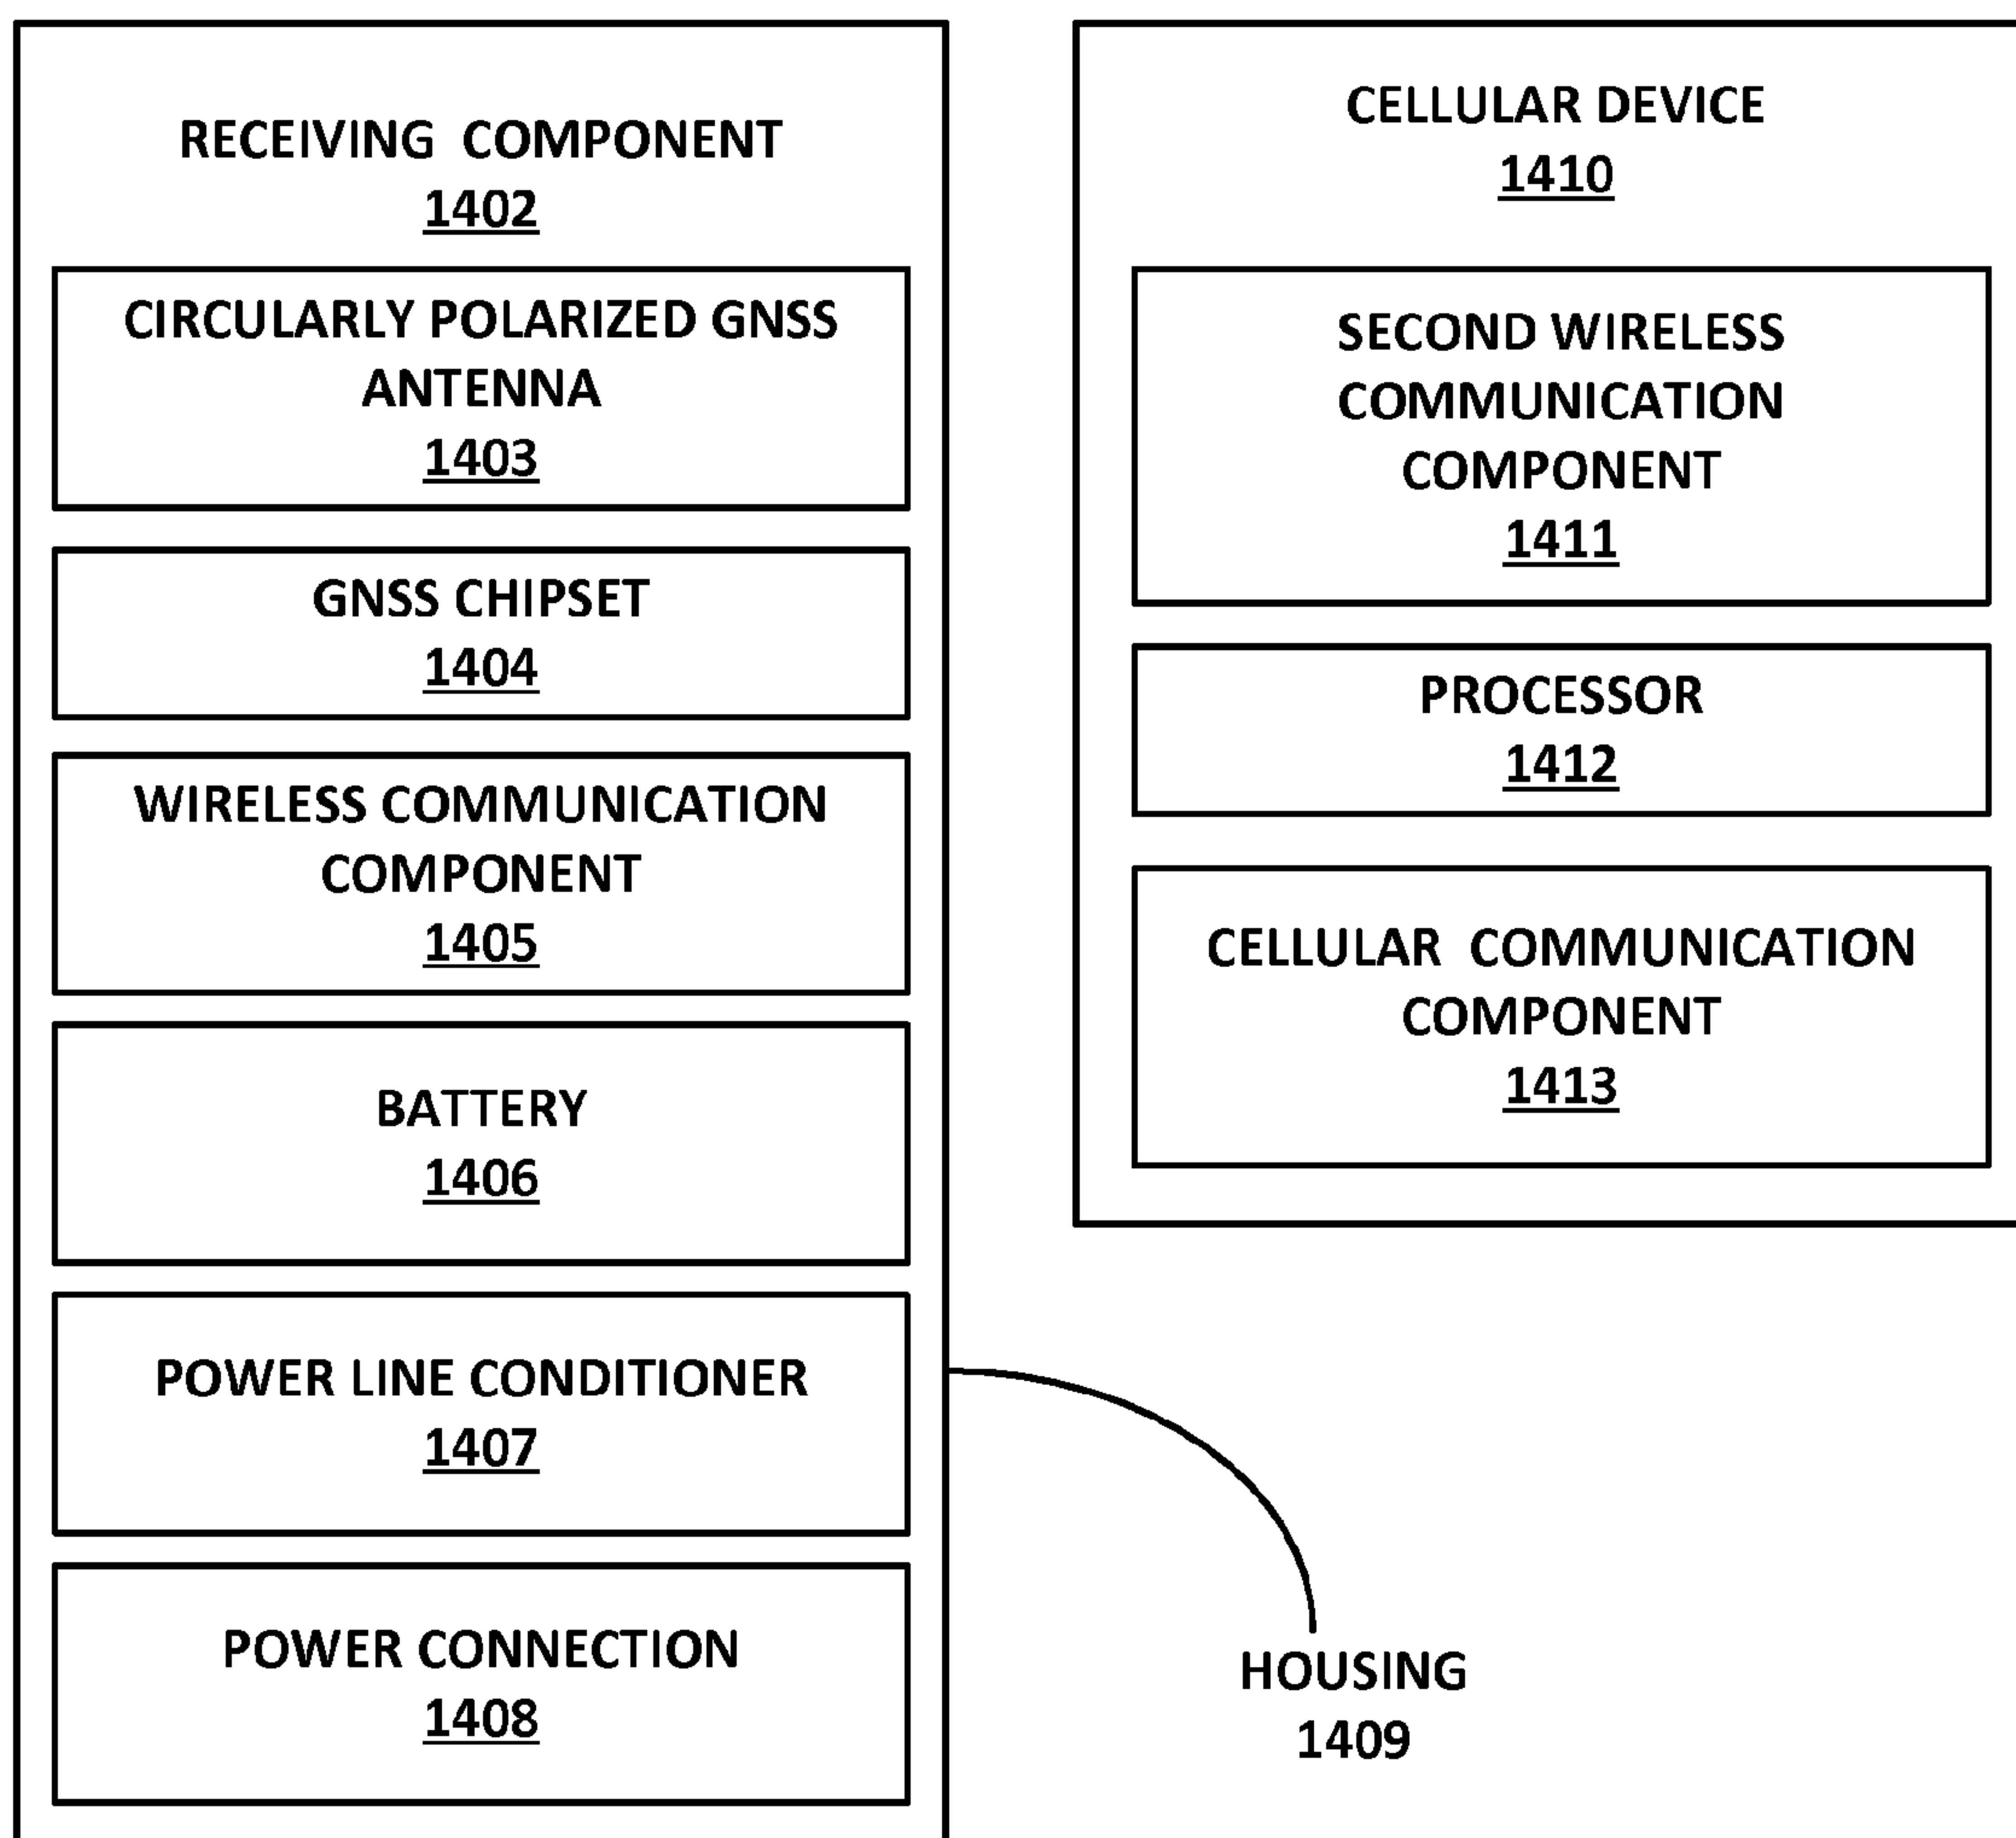 RECEIVING COMPONENT
1402
CIRCULARLY POLARIZED GNSS
ANTENNA
1403
GNSS CHIPSET
1404
WIRELESS COMMUNICATION
COMPONENT
1405
BATTERY
1406
POWER LINE CONDITIONER
1407
POWER CONNECTION
1408
CELLULAR DEVICE
1410
SECOND WIRELESS
COMMUNICATION
COMPONENT
1411
PROCESSOR
1412
CELLULAR COMMUNICATION
COMPONENT
1413
HOUSING
1409